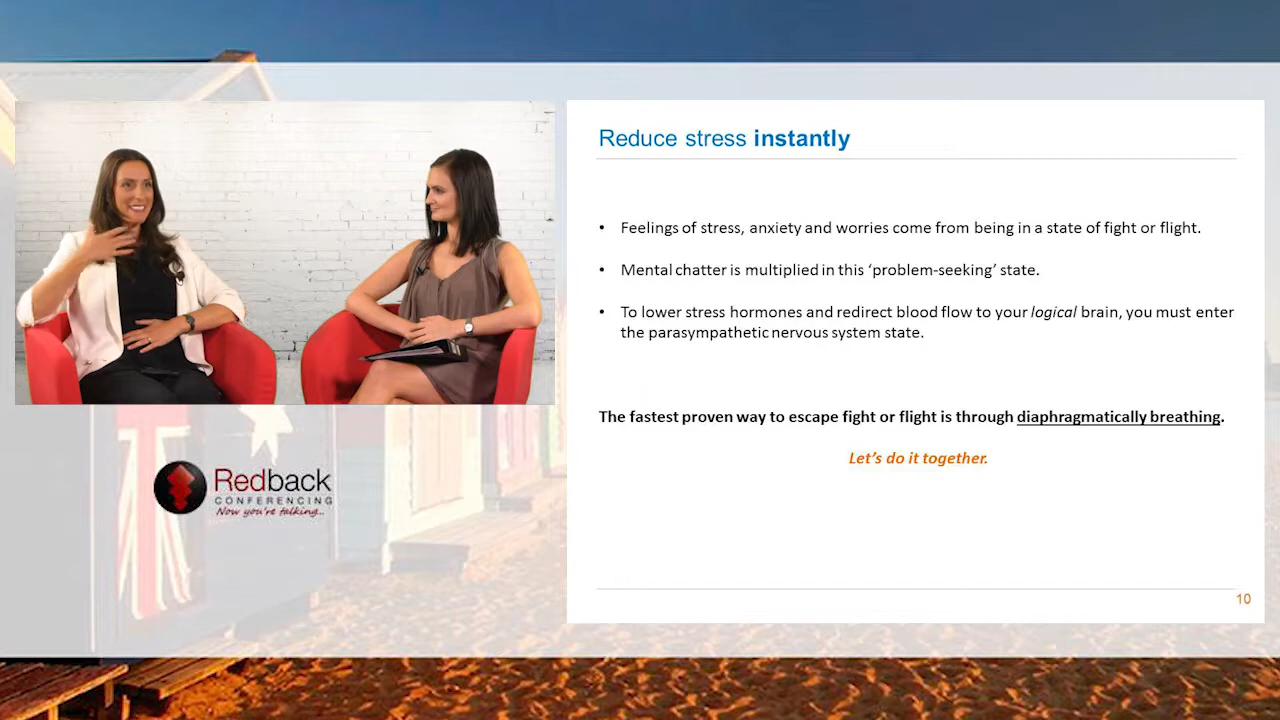 Reduce stress instantly
• Feelings of stress, anxiety and worries come from being in a state of fight or flight.
• Mental chatter is multiplied in this ‘problem-seeking’ state.
• To lower stress hormones and redirect blood flow to your logical brain, you must enter
the parasympathetic nervous system state.
The fastest proven way to escape fight or flight is through diaphragmatically breathing.
Let’s do it together.
10
Redback
CONFERENCING
Now you're talking..